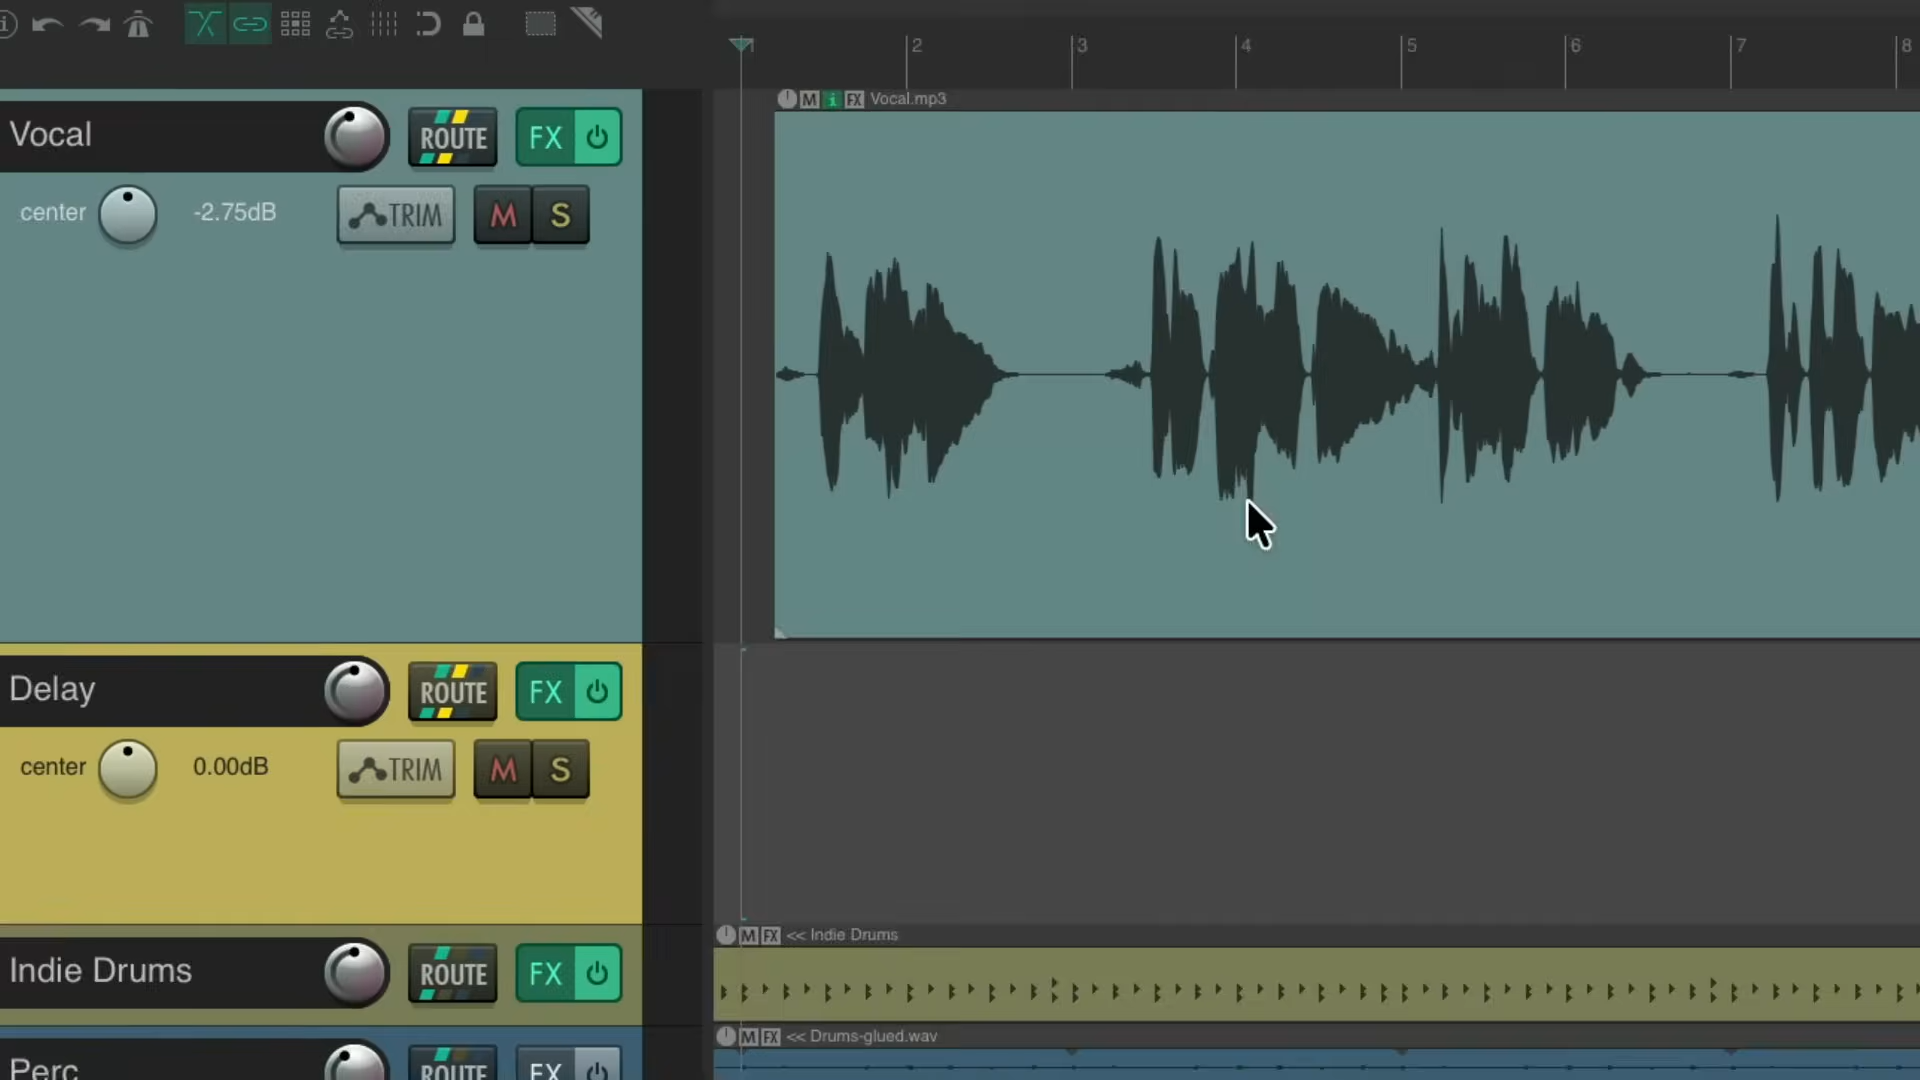 2 3 4 5 6 7 8
M i FX Vocal.mp3
Vocal ROUTE FX
center -2.75dB TRIM M S
Delay ROUTE FX
center 0.00dB TRIM M S
M FX << Indie Drums
Indie Drums ROUTE FX
M FX << Drums-glued.wav
Perc ROUTE FX